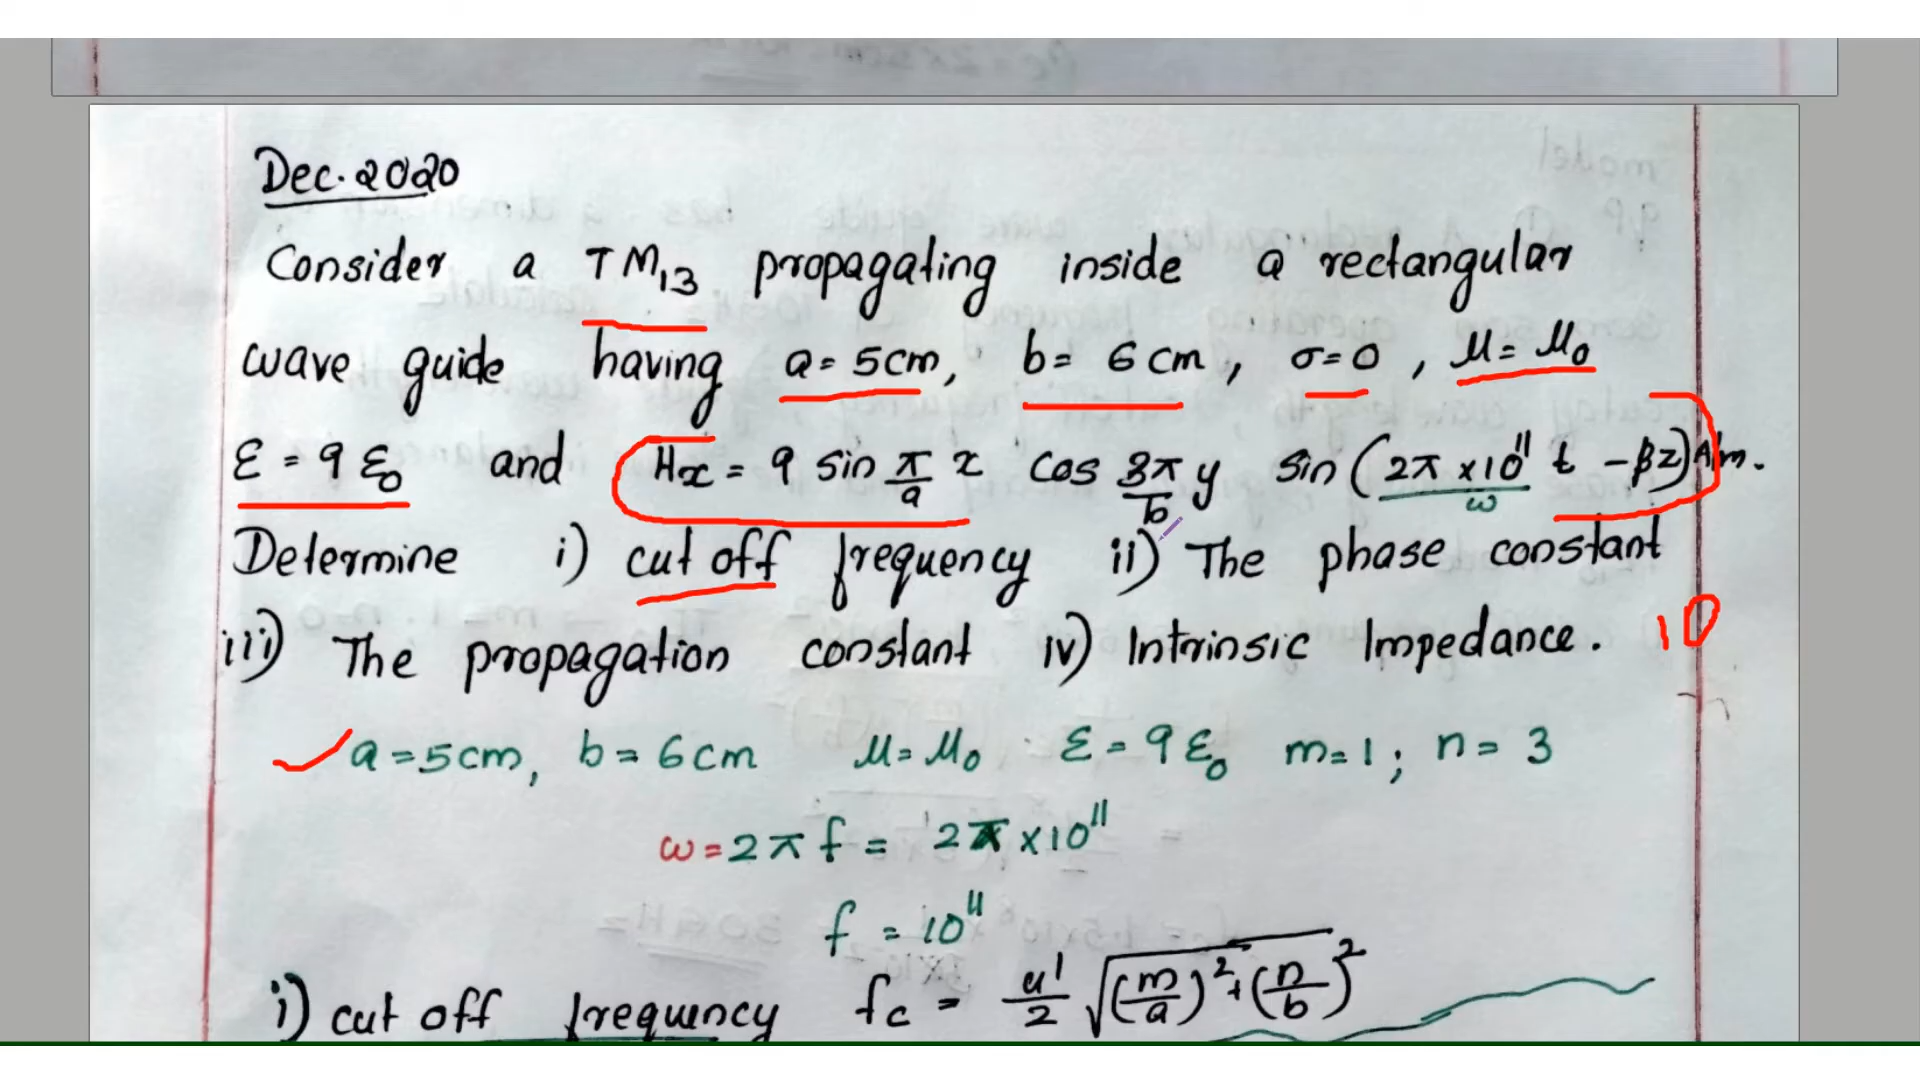 Dec. 2020
Consider a TM₁₃ propagating inside a rectangular
wave guide having a = 5cm, b = 6 cm, σ=0, μ= μ₀
ε = 9 ε₀ and Hx = 9 sin π/a x cos 3π/b y sin (2π ×10¹¹ t - βz) A/m.
ω
Determine i) cut off frequency ii) The phase constant
iii) The propagation constant iv) Intrinsic Impedance. 10
a = 5cm, b = 6cm μ= μ₀ ε = 9 ε₀ m=1; n = 3
ω = 2π f = 2π ×10¹¹
f = 10¹¹
i) cut off frequency fc = u'/2 √(m/a)² + (n/b)²